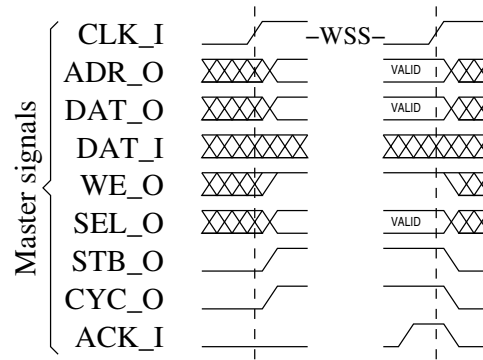 Master signals
CLK_I –WSS–
ADR_O VALID
DAT_O VALID
DAT_I
WE_O
SEL_O VALID
STB_O
CYC_O
ACK_I